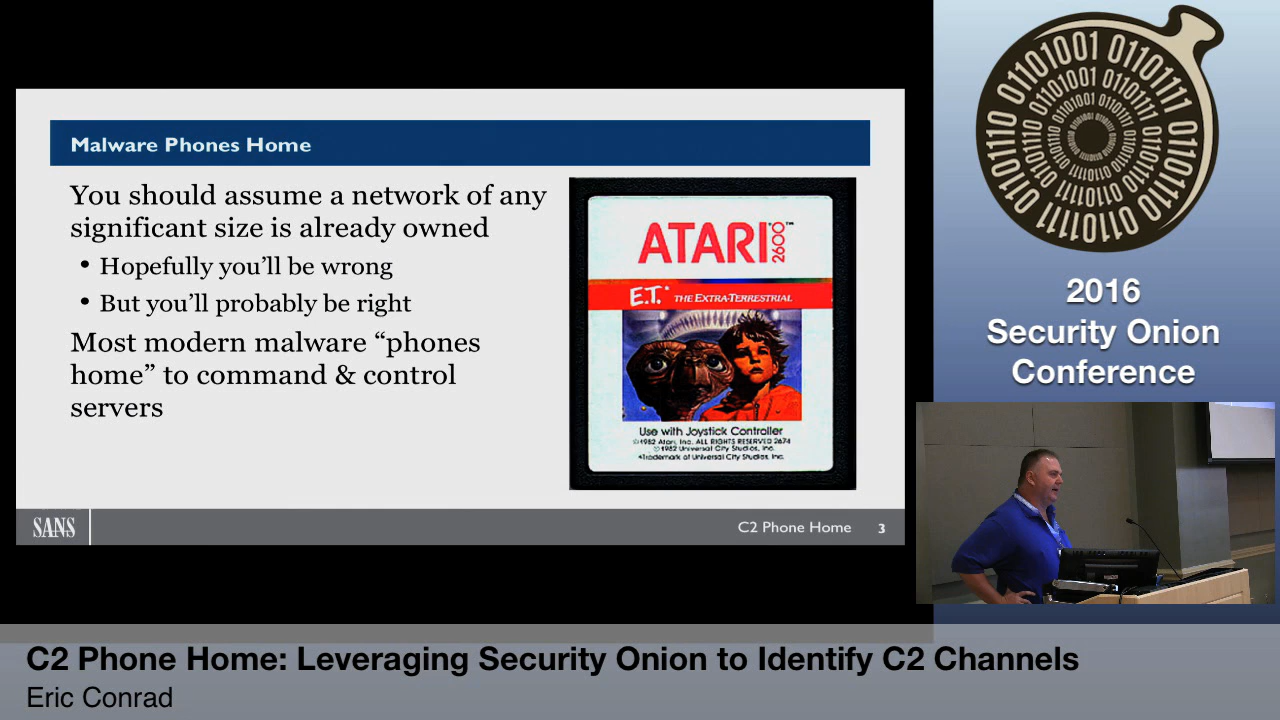 Malware Phones Home
You should assume a network of any
significant size is already owned
• Hopefully you'll be wrong
• But you'll probably be right
Most modern malware “phones
home” to command & control
servers
ATARI 2600™
E.T.* THE EXTRA-TERRESTRIAL
Use with Joystick Controller
©1982 Atari, Inc. ALL RIGHTS RESERVED 2674
©1982 Universal City Studios, Inc.
*Trademark of Universal City Studios, Inc.
SANS
C2 Phone Home 3
2016
Security Onion
Conference
C2 Phone Home: Leveraging Security Onion to Identify C2 Channels
Eric Conrad